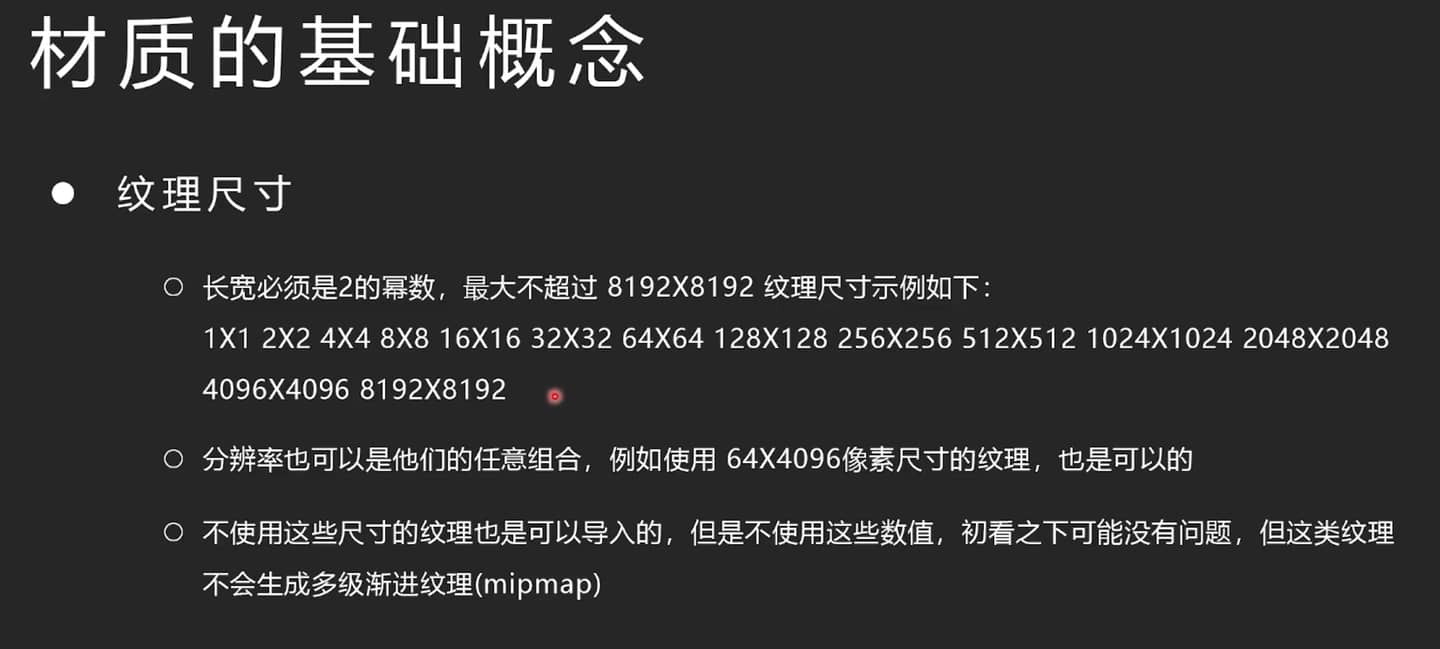 材质的基础概念
纹理尺寸
长宽必须是2的幂数，最大不超过 8192X8192 纹理尺寸示例如下：
1X1 2X2 4X4 8X8 16X16 32X32 64X64 128X128 256X256 512X512 1024X1024 2048X2048
4096X4096 8192X8192
分辨率也可以是他们的任意组合，例如使用 64X4096像素尺寸的纹理，也是可以的
不使用这些尺寸的纹理也是可以导入的，但是不使用这些数值，初看之下可能没有问题，但这类纹理
不会生成多级渐进纹理(mipmap)